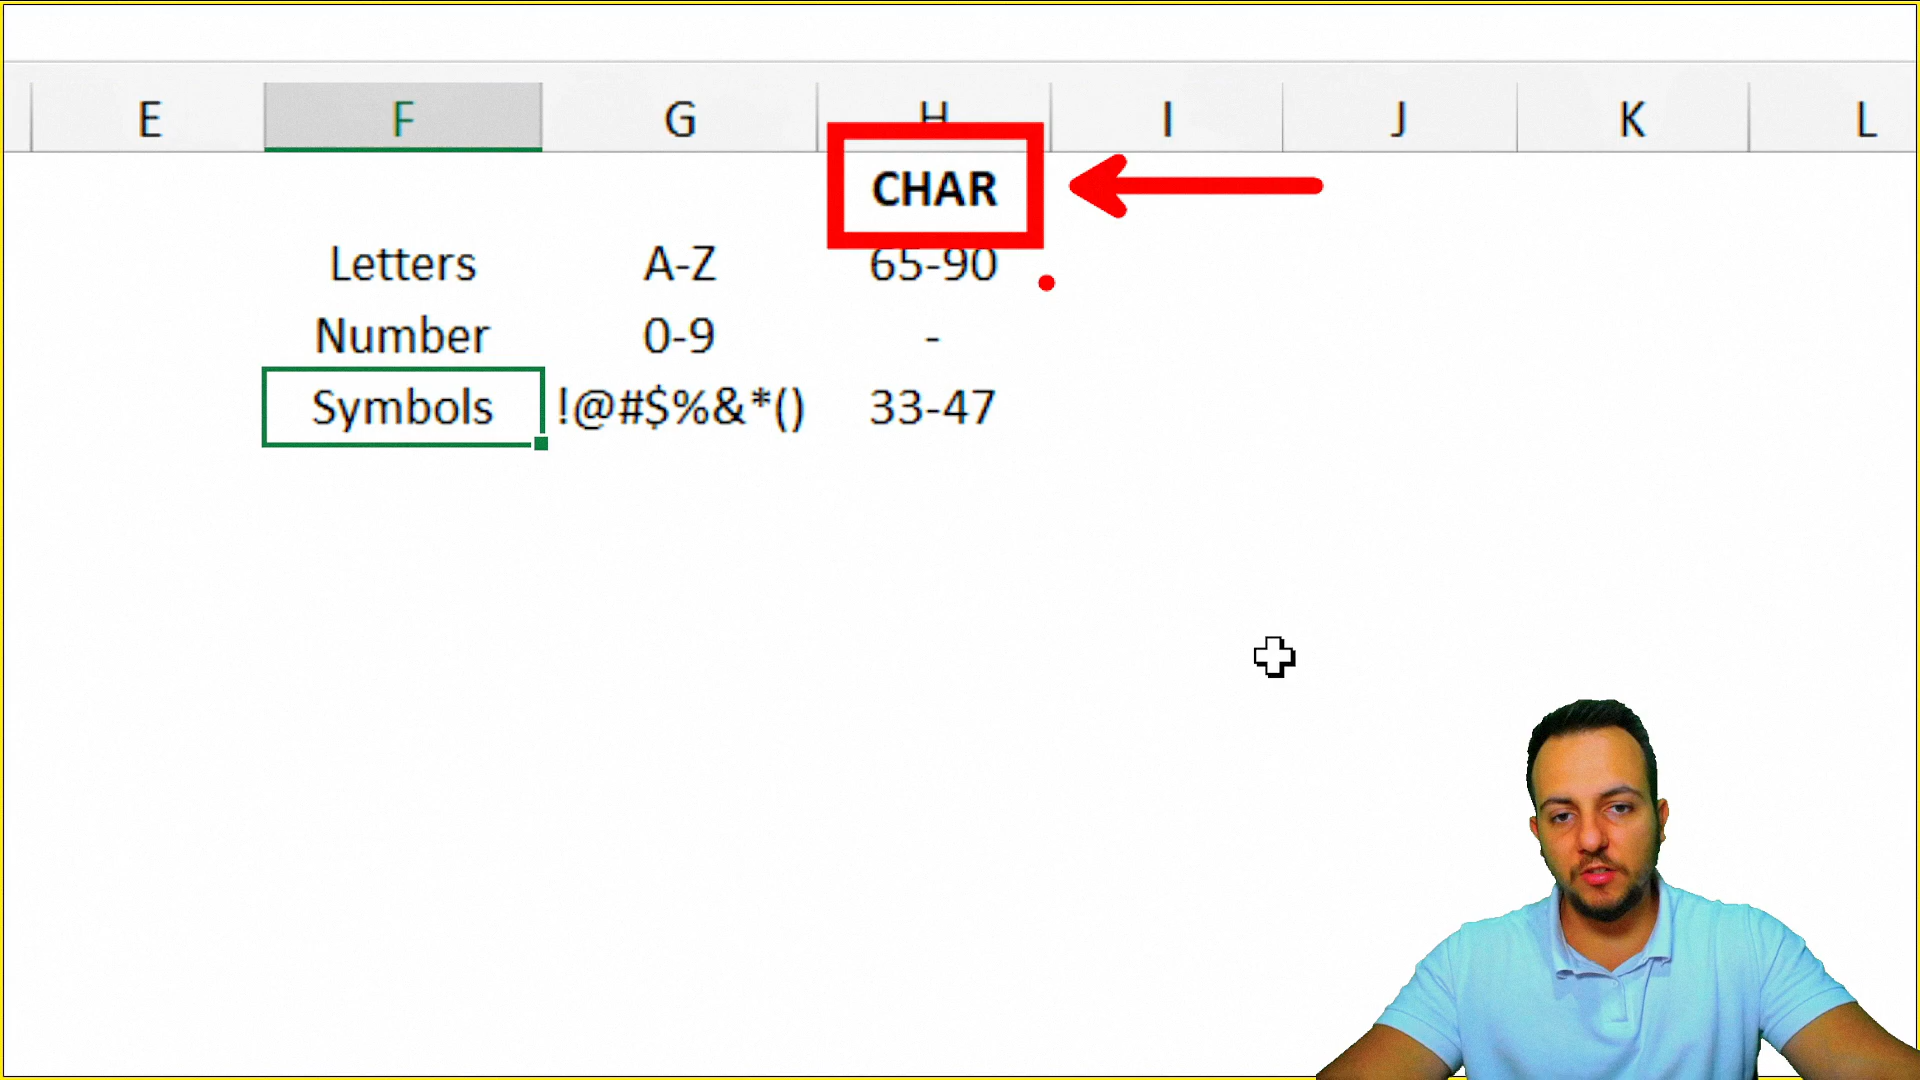 E F G H I J K L
CHAR
Letters A-Z 65-90
Number 0-9 -
Symbols !@#$%&*() 33-47